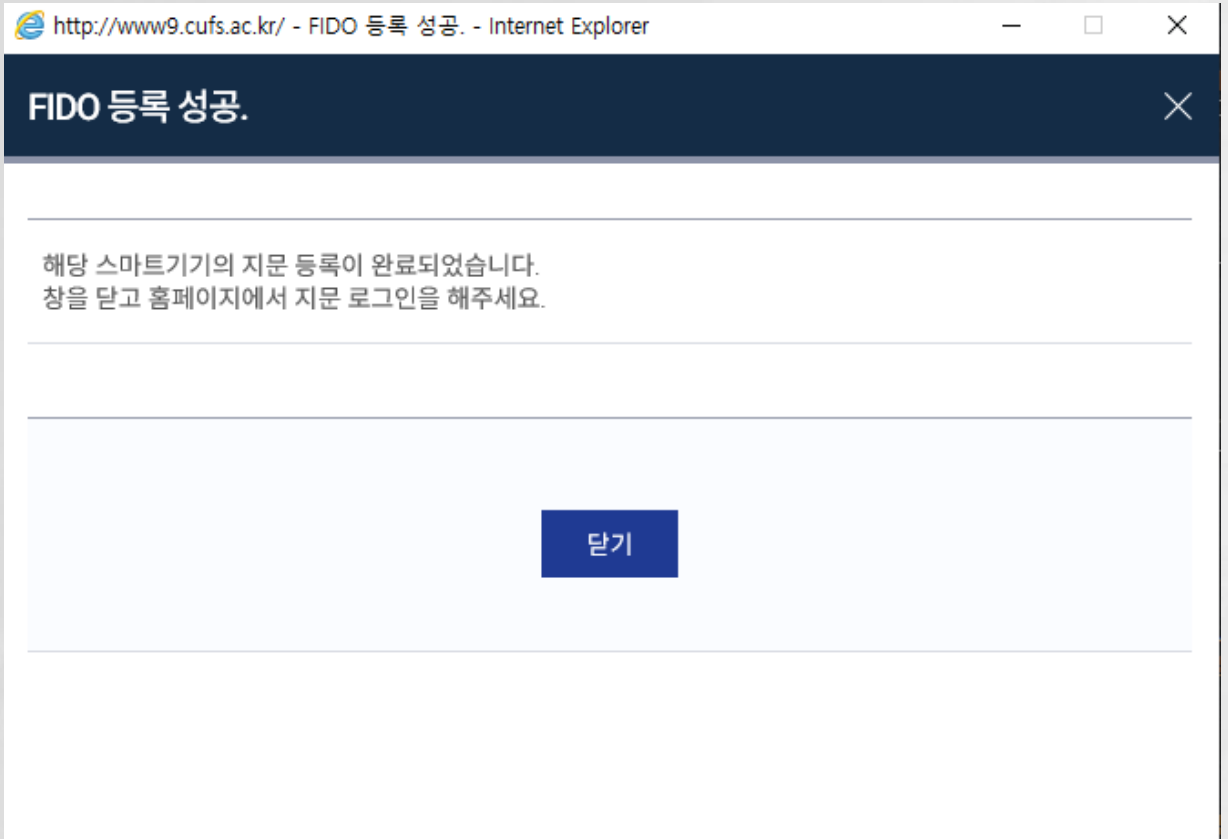 http://www9.cufs.ac.kr/ - FIDO 등록 성공. - Internet Explorer
FIDO 등록 성공.
해당 스마트기기의 지문 등록이 완료되었습니다.
창을 닫고 홈페이지에서 지문 로그인을 해주세요.
닫기